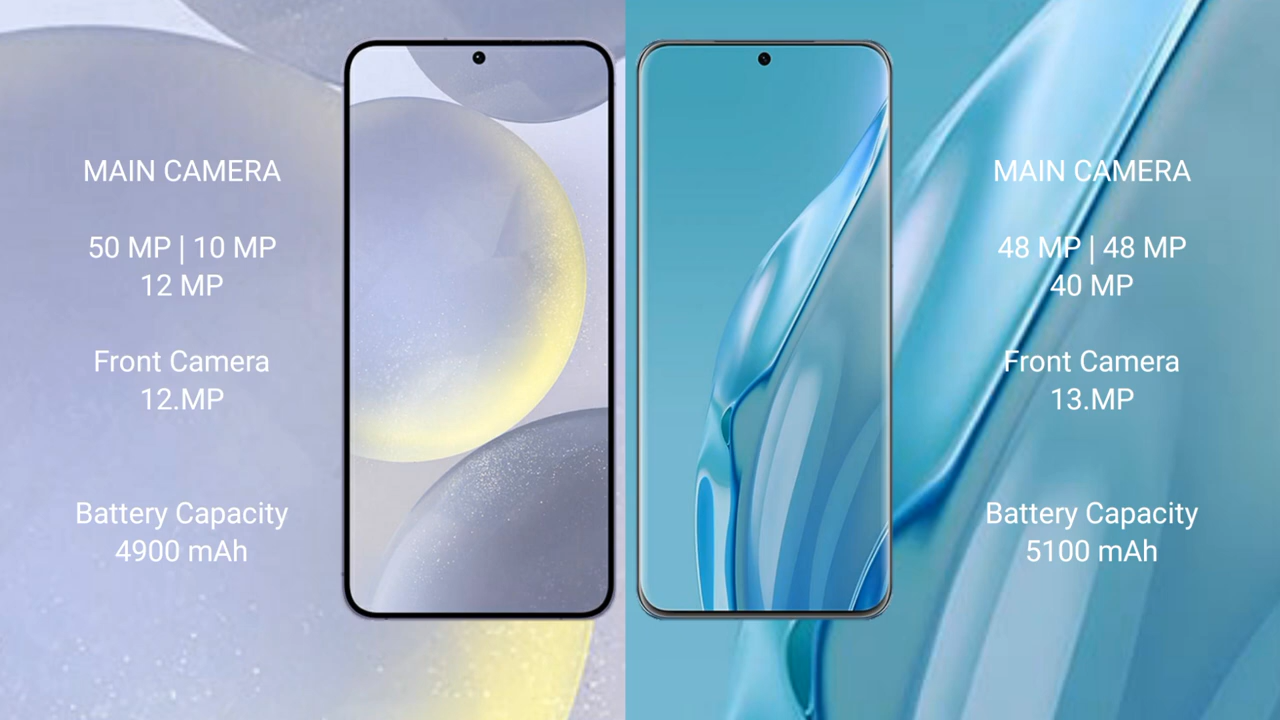 MAIN CAMERA
50 MP | 10 MP
12 MP
Front Camera
12.MP
Battery Capacity
4900 mAh
MAIN CAMERA
48 MP | 48 MP
40 MP
Front Camera
13.MP
Battery Capacity
5100 mAh